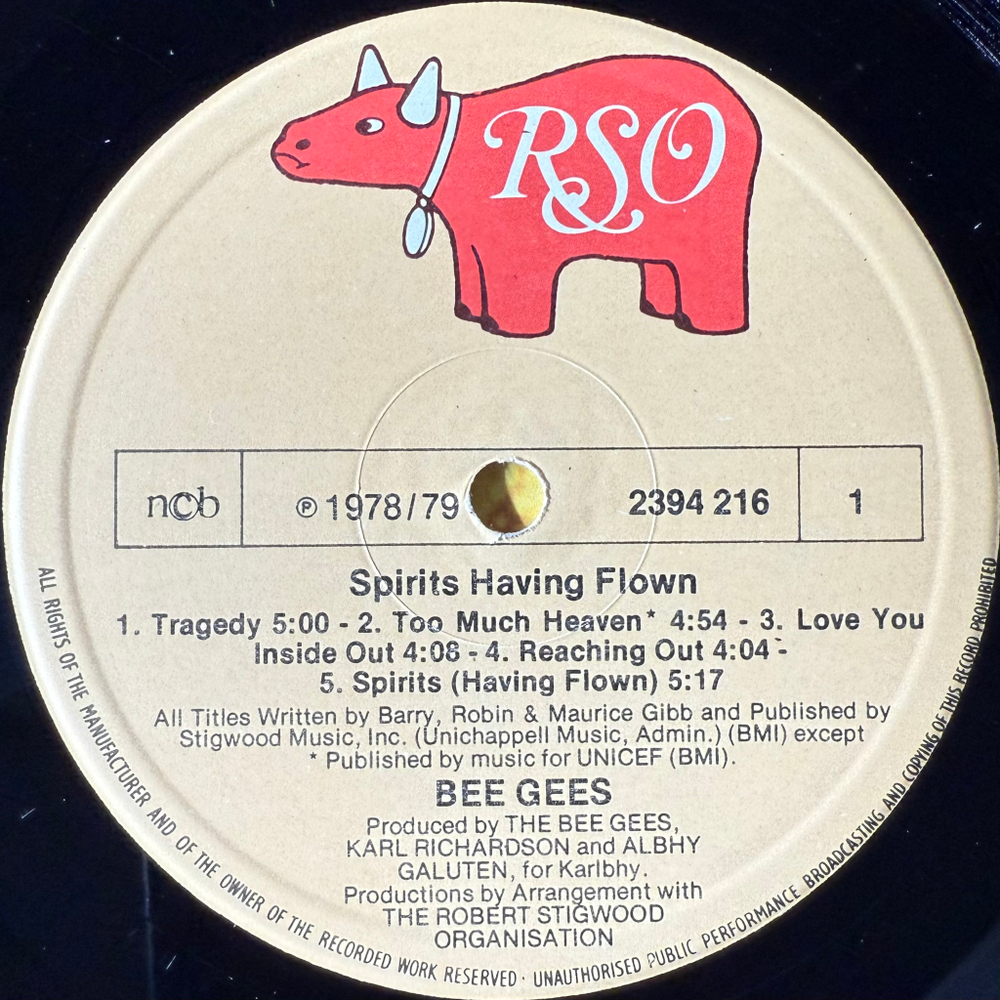 RSO
ncb
℗ 1978/79
2394 216
1
Spirits Having Flown
1. Tragedy 5:00 - 2. Too Much Heaven* 4:54 - 3. Love You
Inside Out 4:08 - 4. Reaching Out 4:04 -
5. Spirits (Having Flown) 5:17
All Titles Written by Barry, Robin & Maurice Gibb and Published by
Stigwood Music, Inc. (Unichappell Music, Admin.) (BMI) except
* Published by music for UNICEF (BMI).
BEE GEES
Produced by THE BEE GEES,
KARL RICHARDSON and ALBHY
GALUTEN, for Karlbhy.
Productions by Arrangement with
THE ROBERT STIGWOOD
ORGANISATION
ALL RIGHTS OF THE MANUFACTURER AND OF THE OWNER OF THE RECORDED WORK RESERVED · UNAUTHORISED PUBLIC PERFORMANCE BROADCASTING AND COPYING OF THIS RECORD PROHIBITED